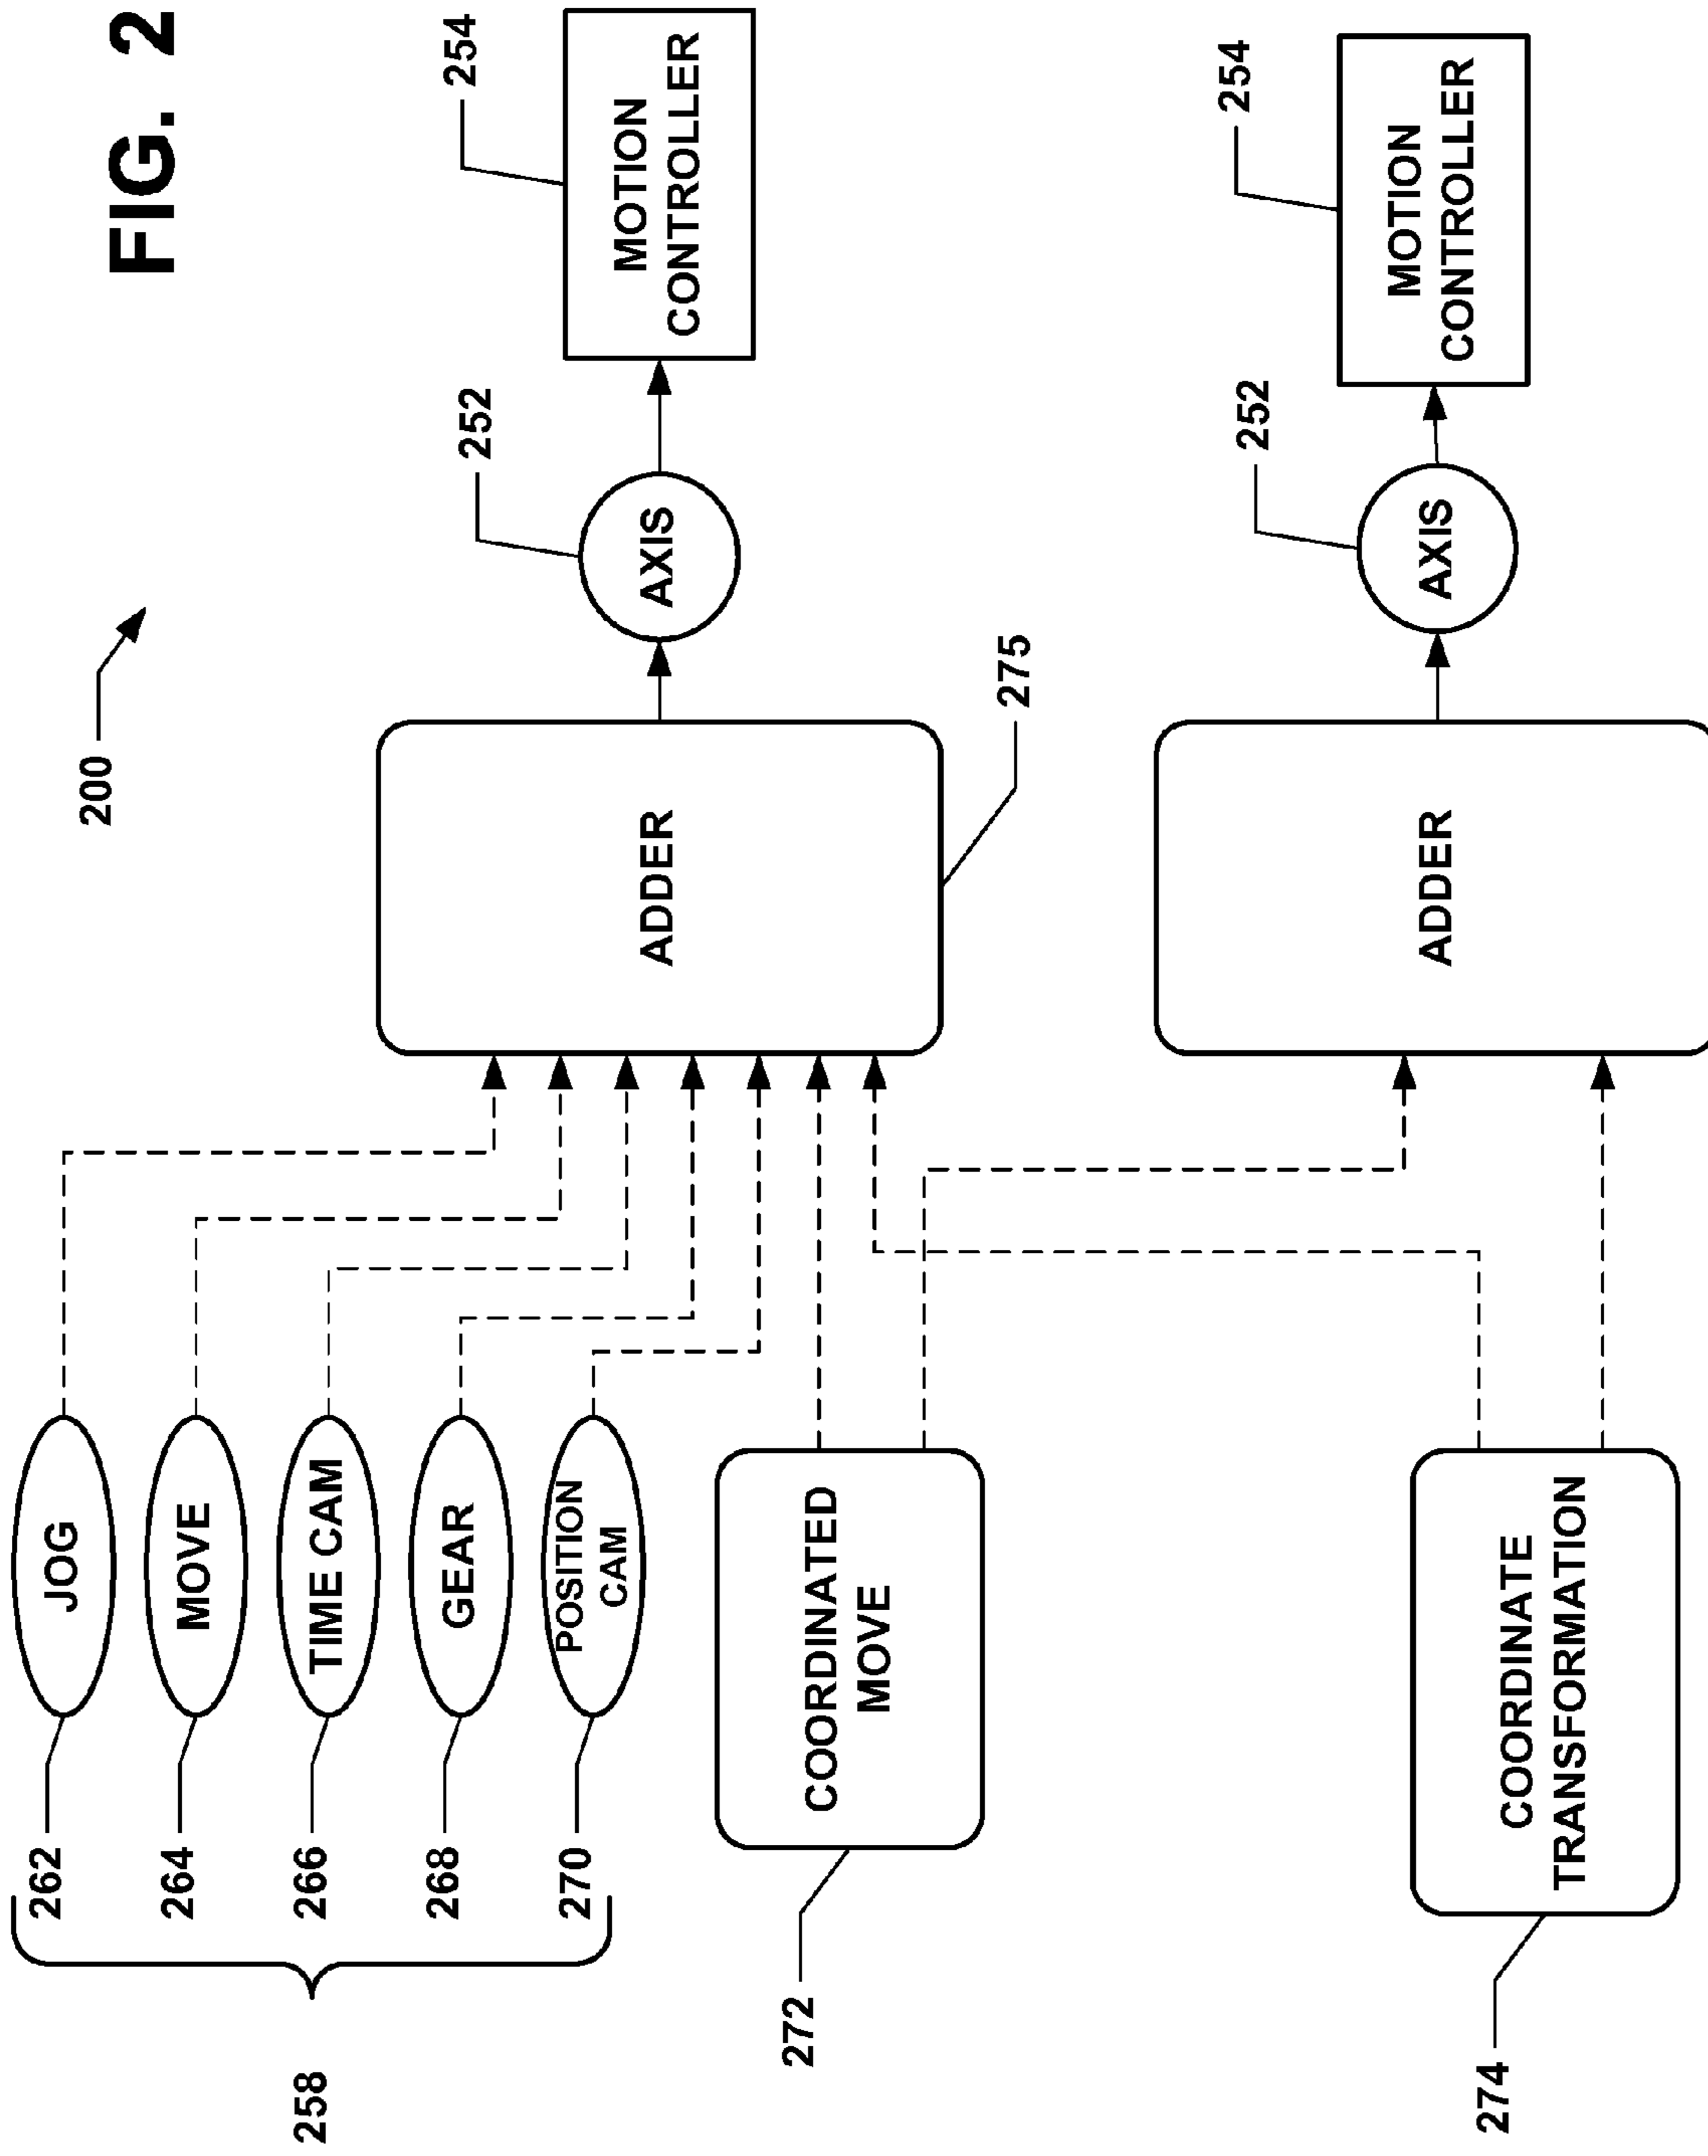 FIG. 2
200
262
JOG
264
MOVE
266
TIME CAM
268
GEAR
270
POSITION
CAM
258
272
COORDINATED
MOVE
274
COORDINATE
TRANSFORMATION
ADDER
275
252
AXIS
254
MOTION
CONTROLLER
ADDER
252
AXIS
254
MOTION
CONTROLLER